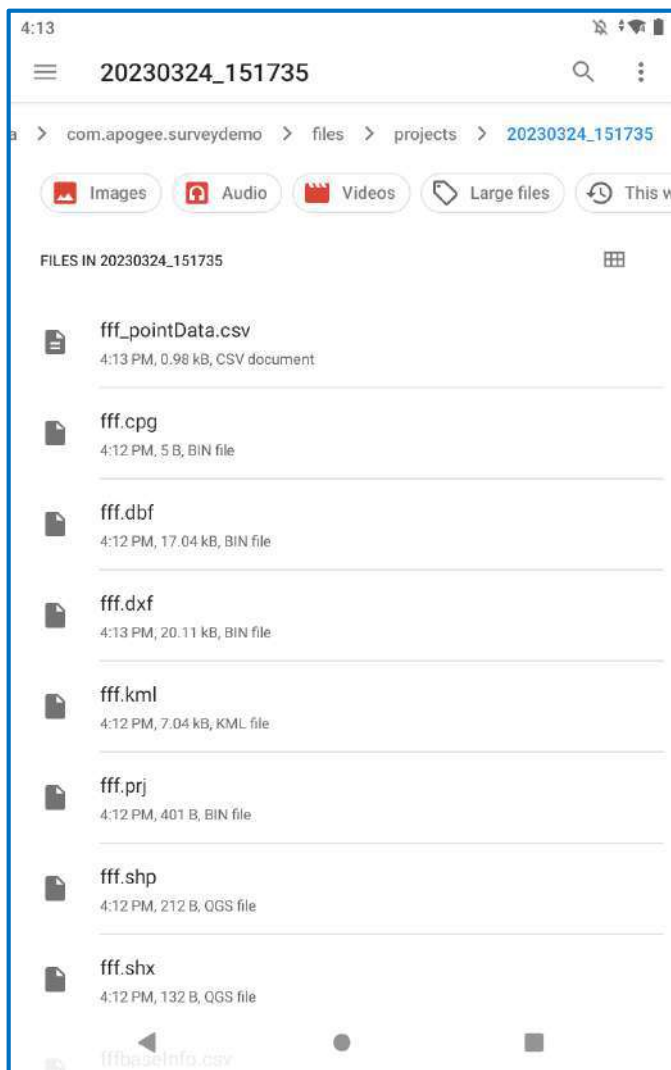 4:13
20230324_151735
a > com.apogee.surveydemo > files > projects > 20230324_151735
Images Audio Videos Large files This w
FILES IN 20230324_151735
fff_pointData.csv
4:13 PM, 0.98 kB, CSV document
fff.cpg
4:12 PM, 5 B, BIN file
fff.dbf
4:12 PM, 17.04 kB, BIN file
fff.dxf
4:13 PM, 20.11 kB, BIN file
fff.kml
4:12 PM, 7.04 kB, KML file
fff.prj
4:12 PM, 401 B, BIN file
fff.shp
4:12 PM, 212 B, QGS file
fff.shx
4:12 PM, 132 B, QGS file
fffbaseInfo.csv